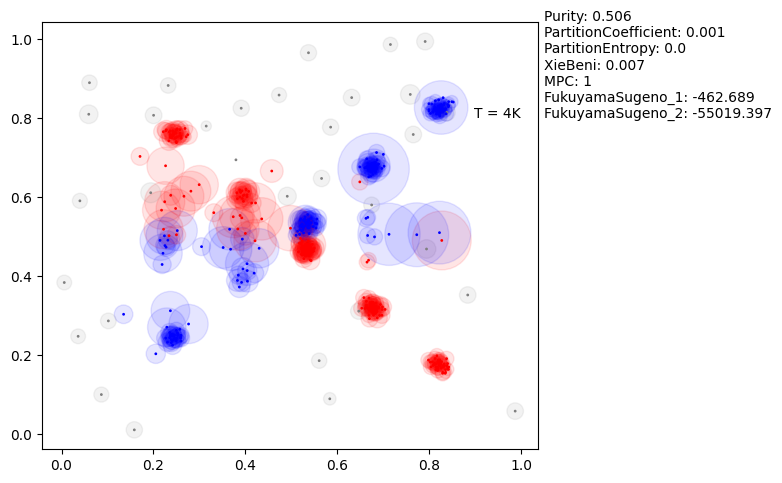 Purity: 0.506
PartitionCoefficient: 0.001
PartitionEntropy: 0.0
XieBeni: 0.007
MPC: 1
FukuyamaSugeno_1: -462.689
FukuyamaSugeno_2: -55019.397
T = 4K
1.0
0.8
0.6
0.4
0.2
0.0
0.0 0.2 0.4 0.6 0.8 1.0